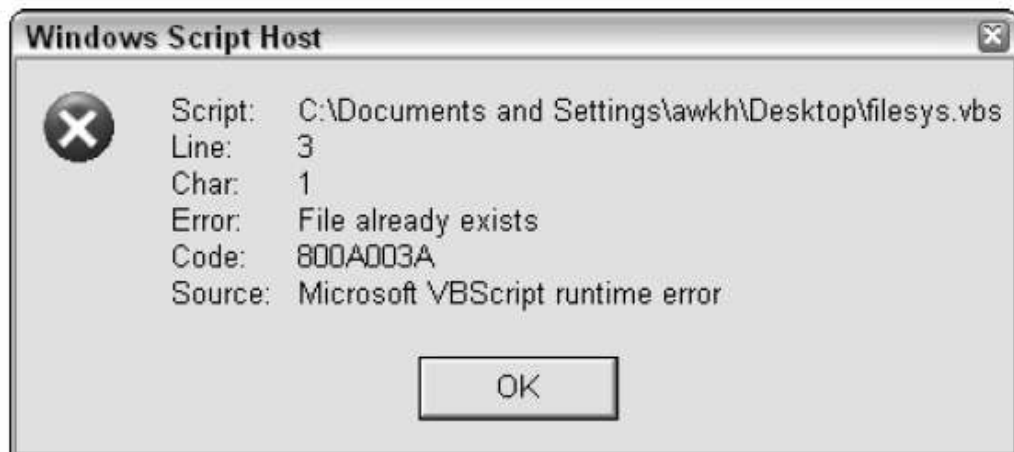 Windows Script Host
Script: C:\Documents and Settings\awkh\Desktop\filesys.vbs
Line: 3
Char: 1
Error: File already exists
Code: 800A003A
Source: Microsoft VBScript runtime error
OK